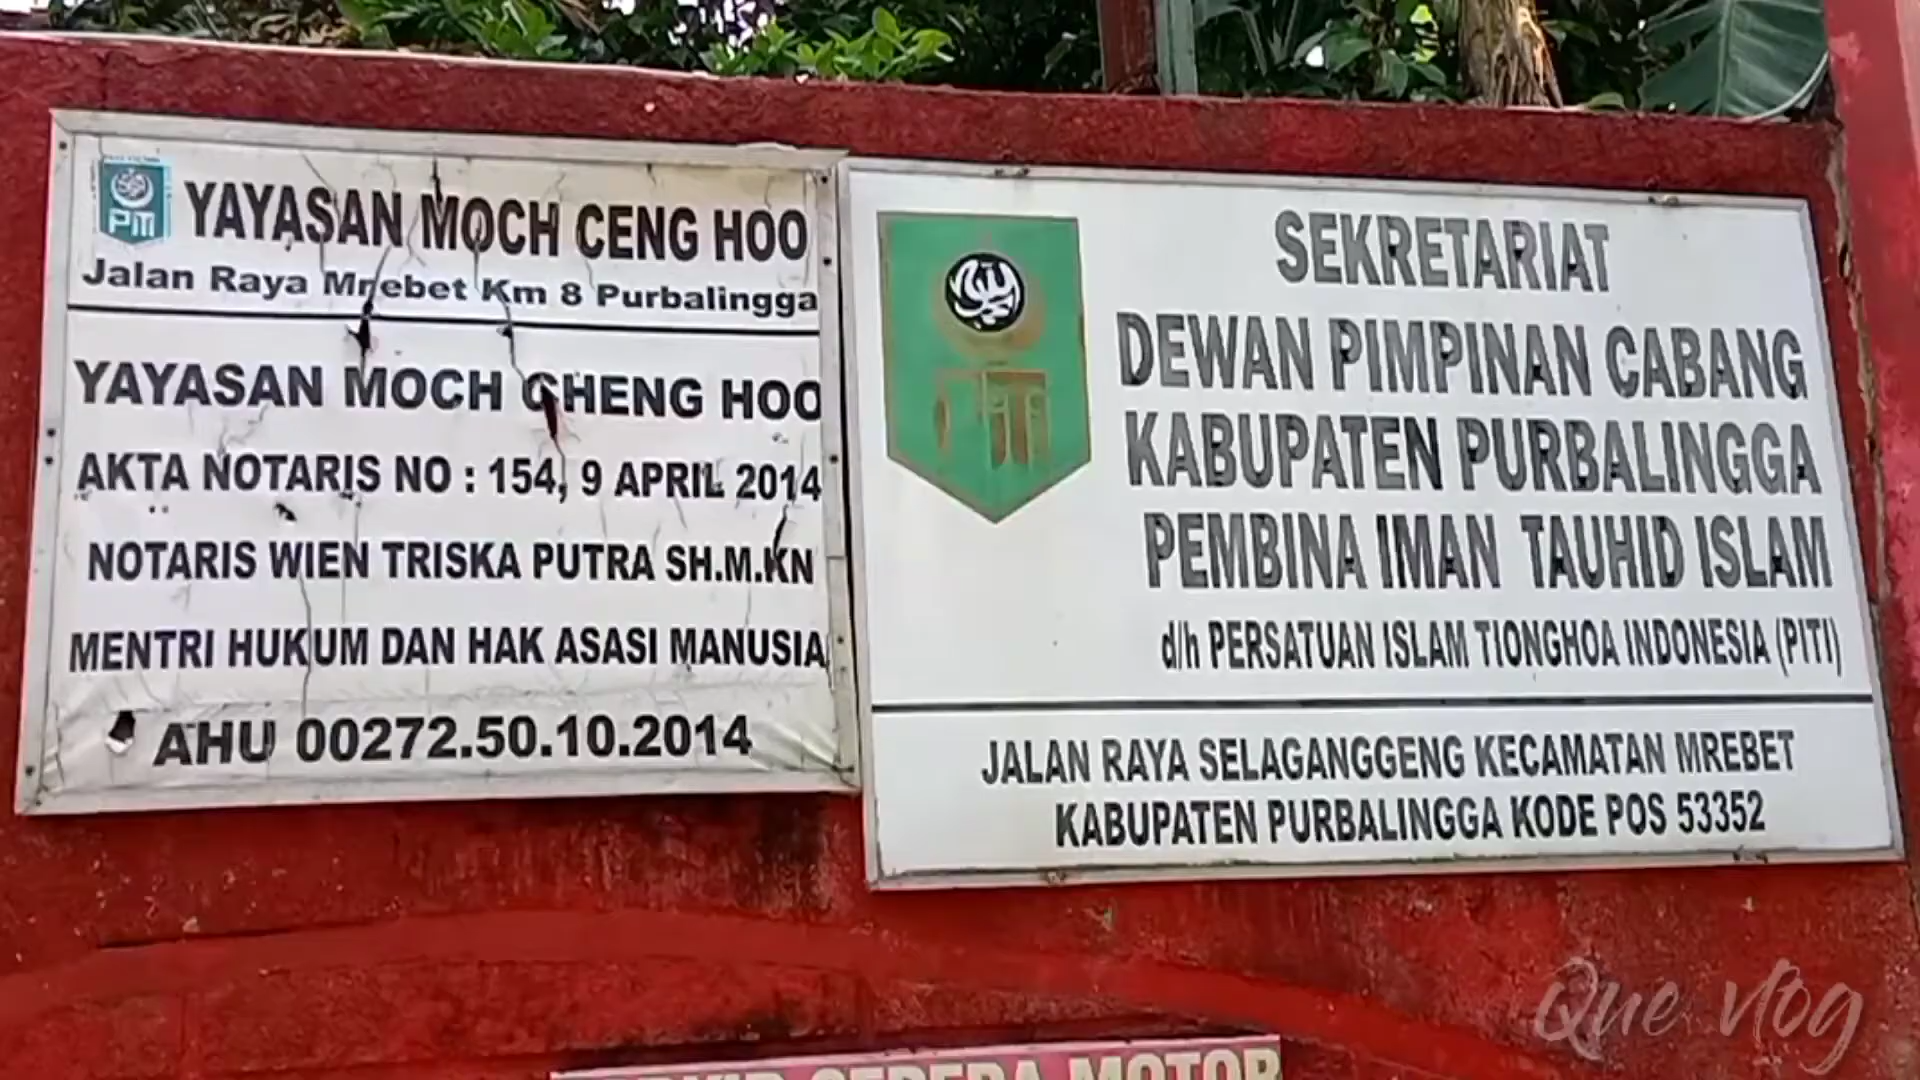 PITI
YAYASAN MOCH CENG HOO
Jalan Raya Mrebet Km 8 Purbalingga
YAYASAN MOCH CHENG HOO
AKTA NOTARIS NO : 154, 9 APRIL 2014
NOTARIS WIEN TRISKA PUTRA SH.M.KN
MENTRI HUKUM DAN HAK ASASI MANUSIA
AHU 00272.50.10.2014
SEKRETARIAT
DEWAN PIMPINAN CABANG
KABUPATEN PURBALINGGA
PEMBINA IMAN TAUHID ISLAM
d/h PERSATUAN ISLAM TIONGHOA INDONESIA (PITI)
JALAN RAYA SELAGANGGENG KECAMATAN MREBET
KABUPATEN PURBALINGGA KODE POS 53352
SEPEDA MOTOR
Que vlog